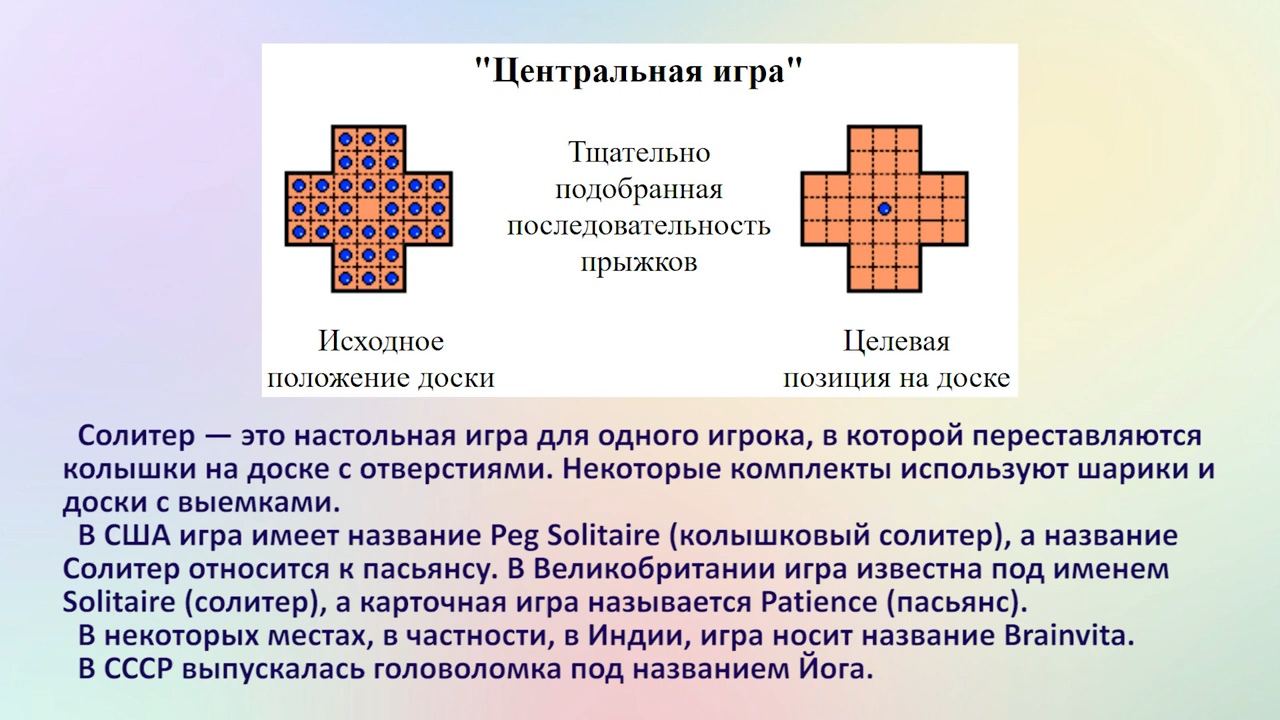 "Центральная игра"
Тщательно
подобранная
последовательность
прыжков
Исходное
положение доски
Целевая
позиция на доске
Солитер — это настольная игра для одного игрока, в которой переставляются
колышки на доске с отверстиями. Некоторые комплекты используют шарики и
доски с выемками.
В США игра имеет название Peg Solitaire (колышковый солитер), а название
Солитер относится к пасьянсу. В Великобритании игра известна под именем
Solitaire (солитер), а карточная игра называется Patience (пасьянс).
В некоторых местах, в частности, в Индии, игра носит название Brainvita.
В СССР выпускалась головоломка под названием Йога.